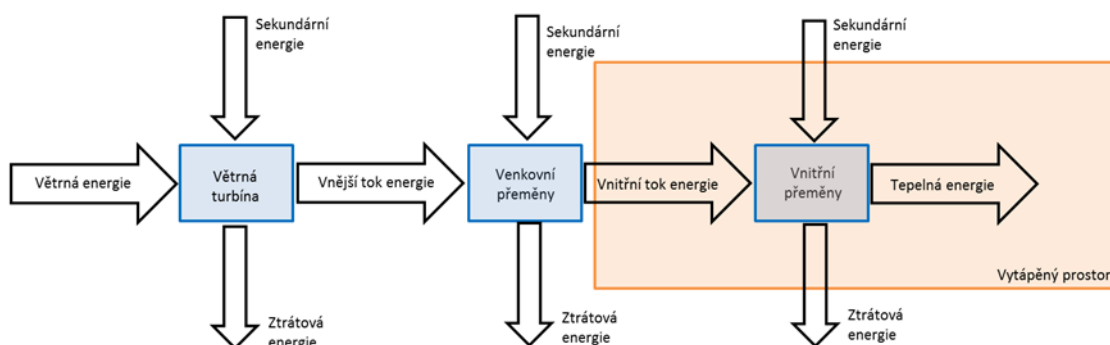 Sekundární
energie
Sekundární
energie
Sekundární
energie
Větrná energie
Větrná
turbína
Vnější tok energie
Venkovní
přeměny
Vnitřní tok energie
Vnitřní
přeměny
Tepelná energie
Vytápěný prostor
Ztrátová
energie
Ztrátová
energie
Ztrátová
energie